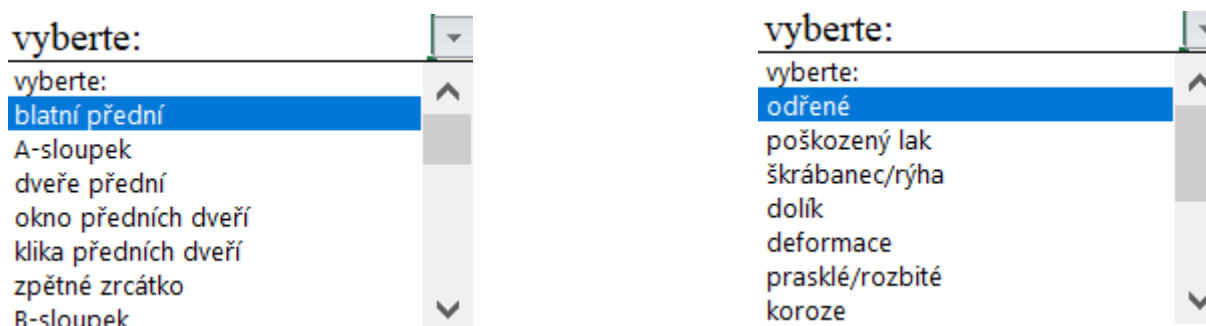 vyberte:
vyberte:
blatní přední
A-sloupek
dveře přední
okno předních dveří
klika předních dveří
zpětné zrcátko
B-sloupek
vyberte:
vyberte:
odřené
poškozený lak
škrábanec/rýha
dolík
deformace
prasklé/rozbité
koroze